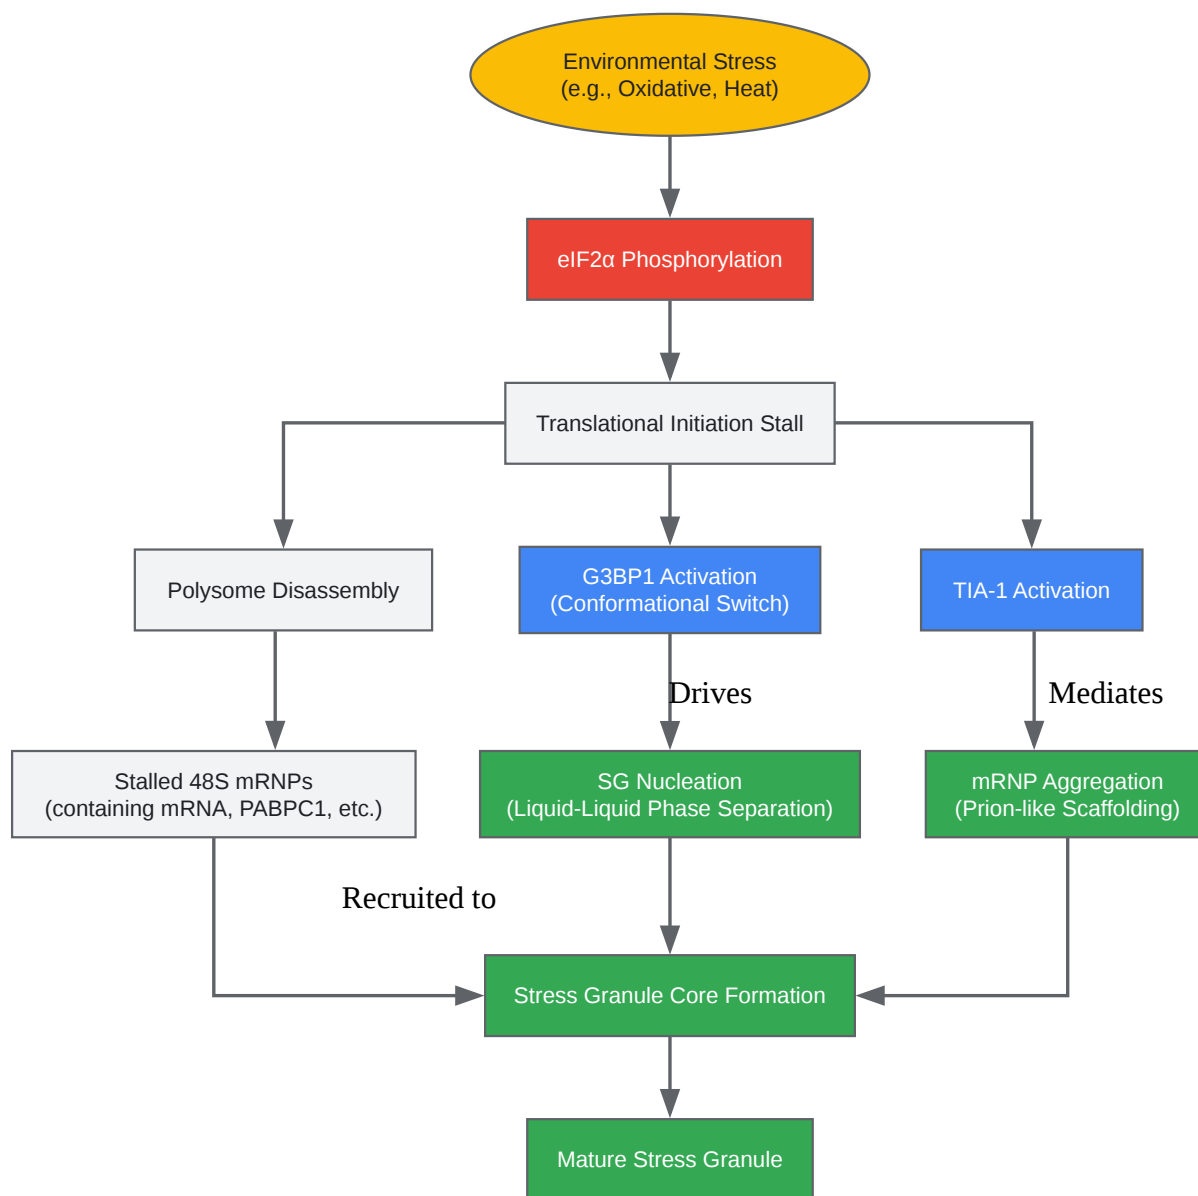 Environmental Stress
(e.g., Oxidative, Heat)
eIF2α Phosphorylation
Translational Initiation Stall
Polysome Disassembly
G3BP1 Activation
(Conformational Switch)
TIA-1 Activation
Drives
Mediates
Stalled 48S mRNPs
(containing mRNA, PABPC1, etc.)
SG Nucleation
(Liquid-Liquid Phase Separation)
mRNP Aggregation
(Prion-like Scaffolding)
Recruited to
Stress Granule Core Formation
Mature Stress Granule